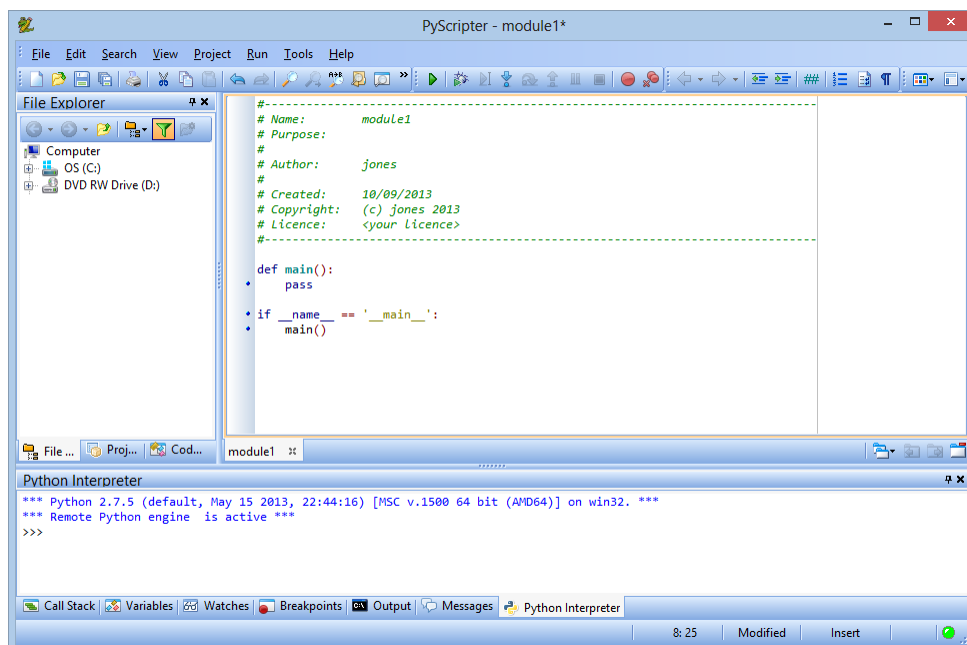 PyScripter - module1*
File Edit Search View Project Run Tools Help
File Explorer
Computer
OS (C:)
DVD RW Drive (D:)
File ... Proj... Cod...
#-------------------------------------------------------------------------------
# Name:        module1
# Purpose:
#
# Author:      jones
#
# Created:     10/09/2013
# Copyright:   (c) jones 2013
# Licence:     <your licence>
#-------------------------------------------------------------------------------
def main():
    pass
if __name__ == '__main__':
    main()
module1
Python Interpreter
*** Python 2.7.5 (default, May 15 2013, 22:44:16) [MSC v.1500 64 bit (AMD64)] on win32. ***
*** Remote Python engine  is active ***
>>>
Call Stack Variables Watches Breakpoints Output Messages Python Interpreter
8: 25 Modified Insert